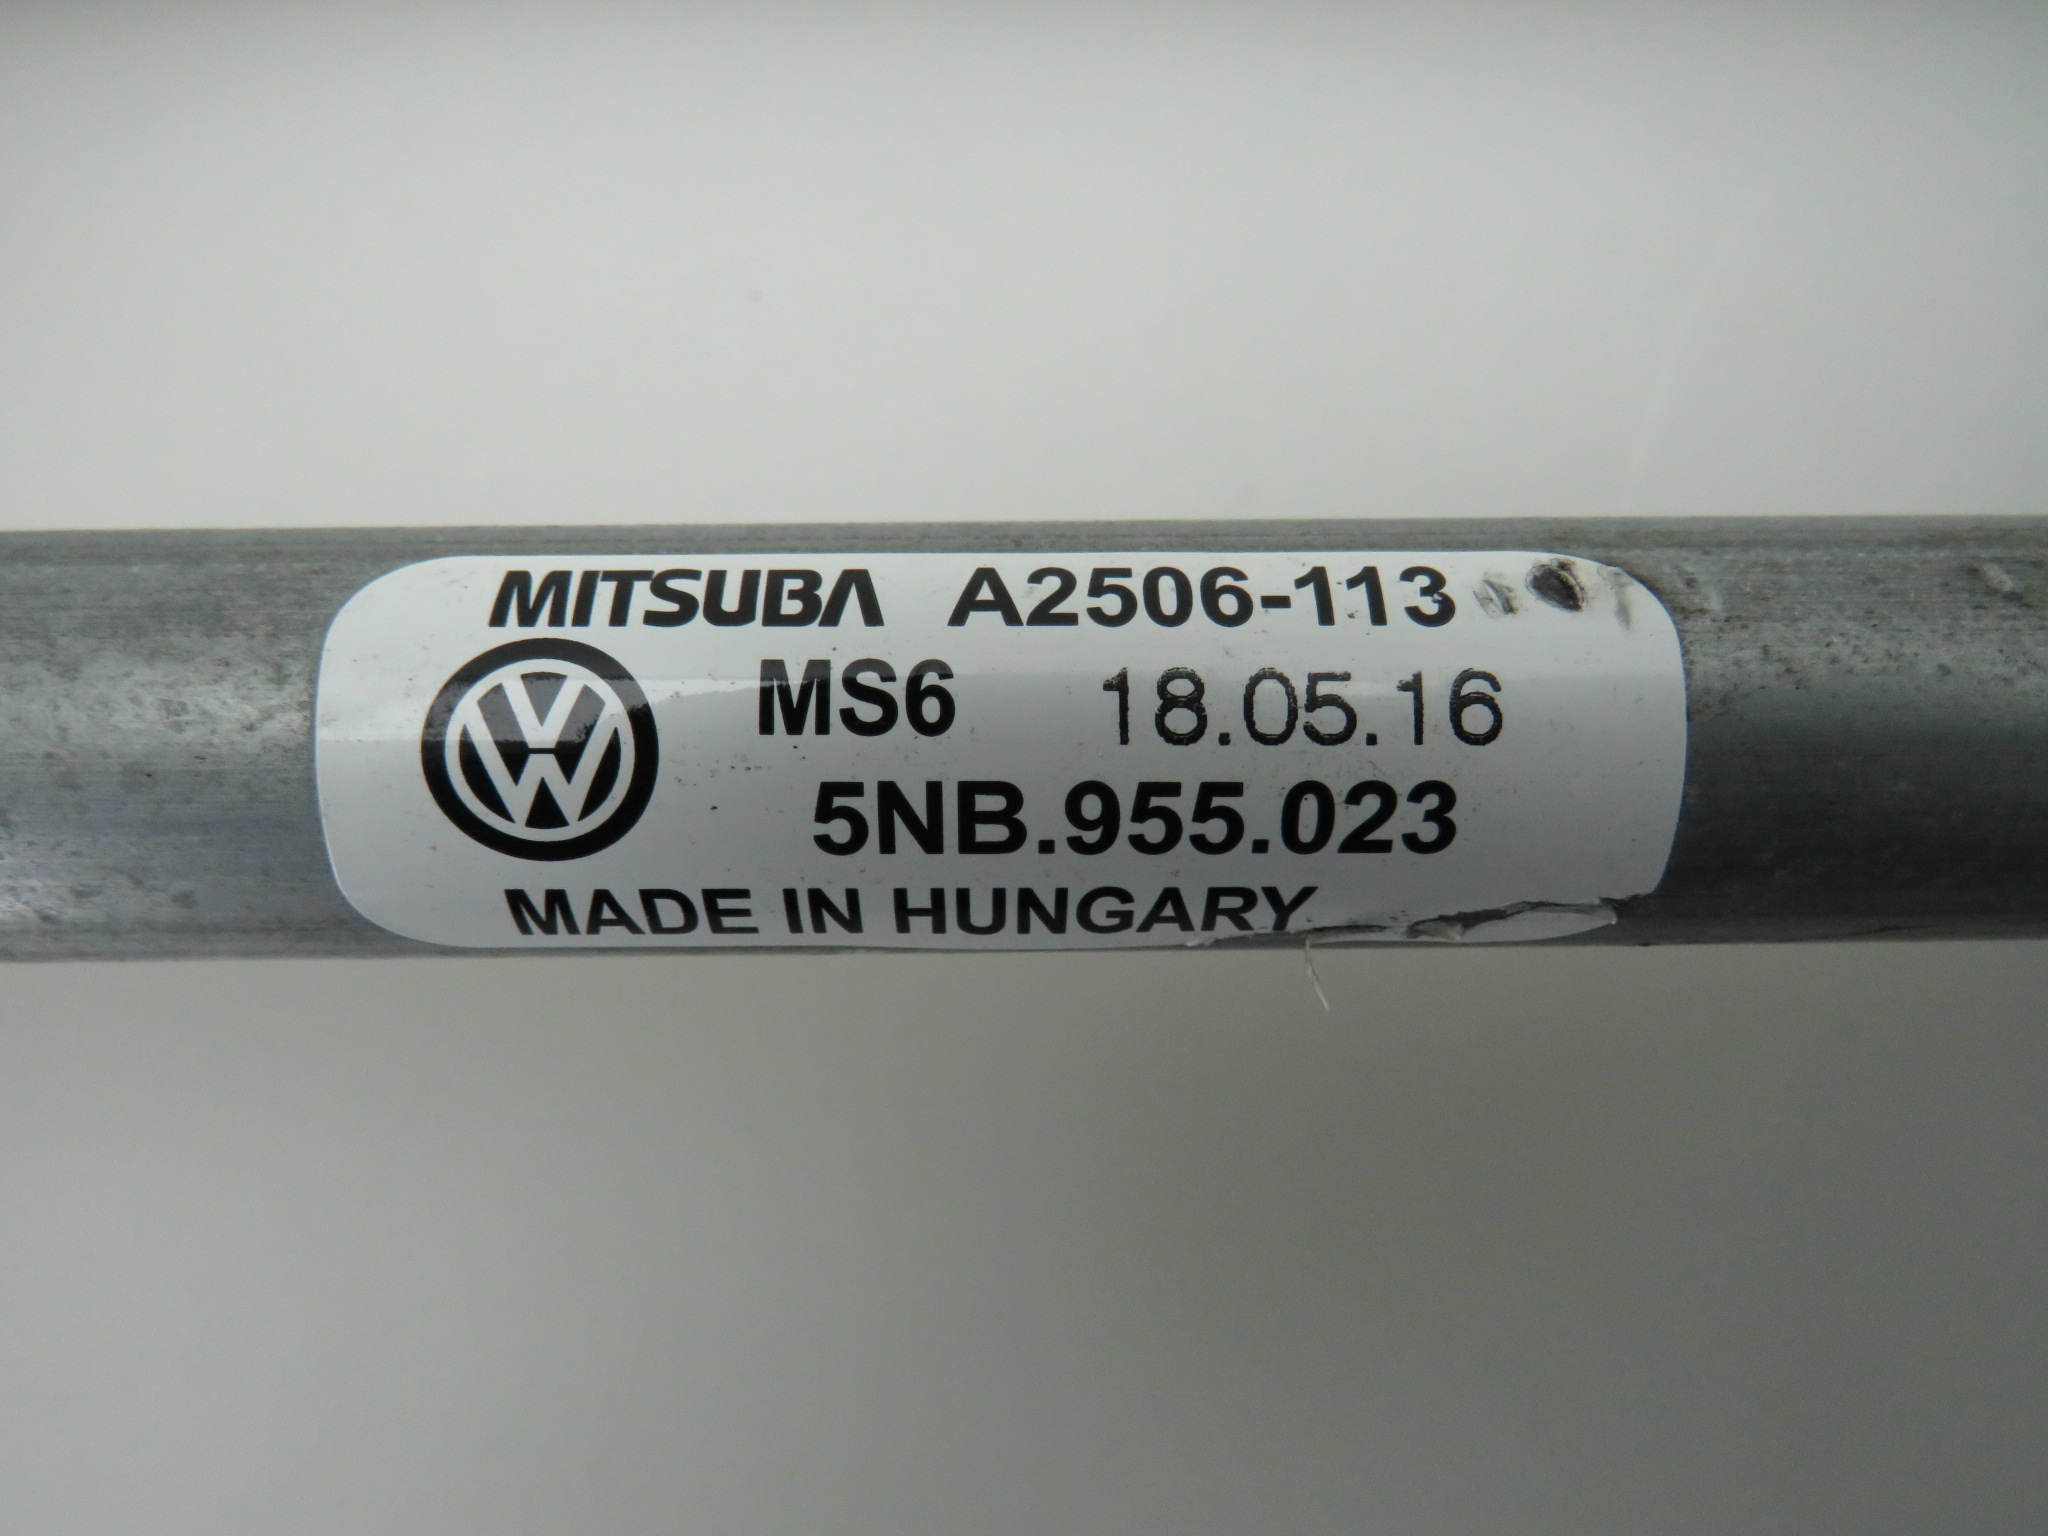 MITSUBA A2506-113
MS6 18.05.16
5NB.955.023
MADE IN HUNGARY